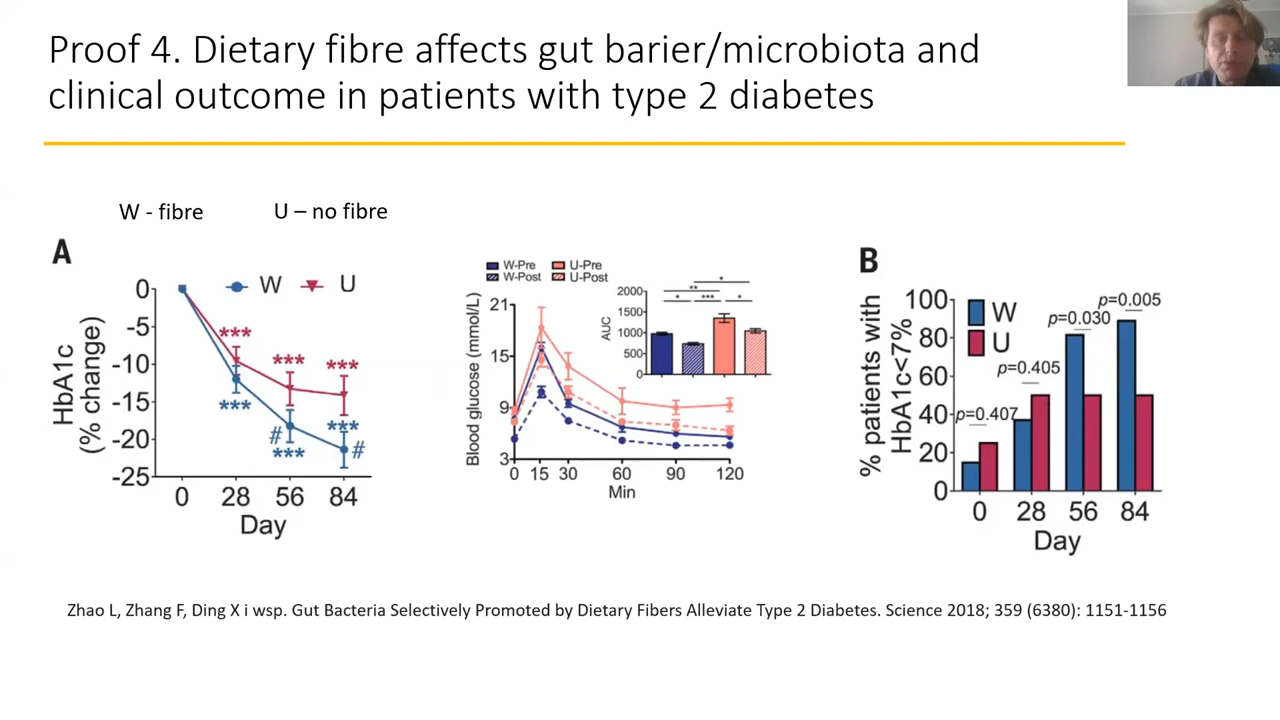 Proof 4. Dietary fibre affects gut barier/microbiota and
clinical outcome in patients with type 2 diabetes
W - fibre
U – no fibre
A
W
U
HbA1c
(% change)
0
-5
-10
-15
-20
-25
***
***
***
***
#
***
***
#
0 28 56 84
Day
W-Pre
U-Pre
W-Post
U-Post
Blood glucose (mmol/L)
21
15
9
3
0 15 30 60 90 120
Min
AUC
2000
1500
1000
500
0
*
**
*
***
*
B
% patients with
HbA1c<7%
100
80
60
40
20
0
W
U
p=0.407
p=0.405
p=0.030
p=0.005
0 28 56 84
Day
Zhao L, Zhang F, Ding X i wsp. Gut Bacteria Selectively Promoted by Dietary Fibers Alleviate Type 2 Diabetes. Science 2018; 359 (6380): 1151-1156